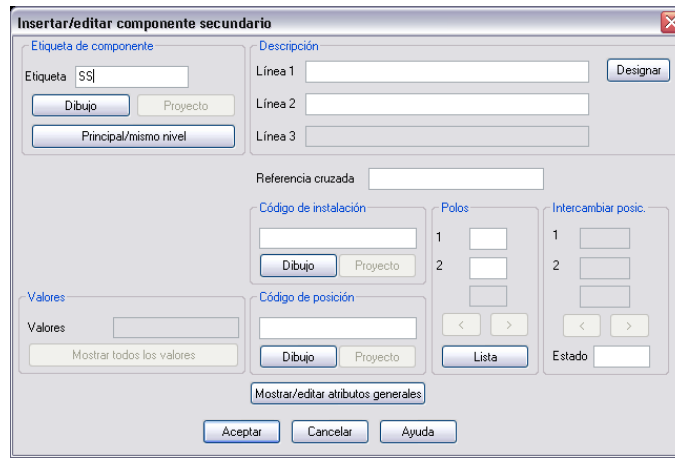 Insertar/editar componente secundario
Etiqueta de componente
Etiqueta SS
Dibujo Proyecto
Principal/mismo nivel
Descripción
Línea 1 Designar
Línea 2
Línea 3
Referencia cruzada
Código de instalación
Dibujo Proyecto
Polos
1
2
< >
Lista
Intercambiar posic.
1
2
< >
Estado
Valores
Valores
Mostrar todos los valores
Código de posición
Dibujo Proyecto
Mostrar/editar atributos generales
Aceptar Cancelar Ayuda